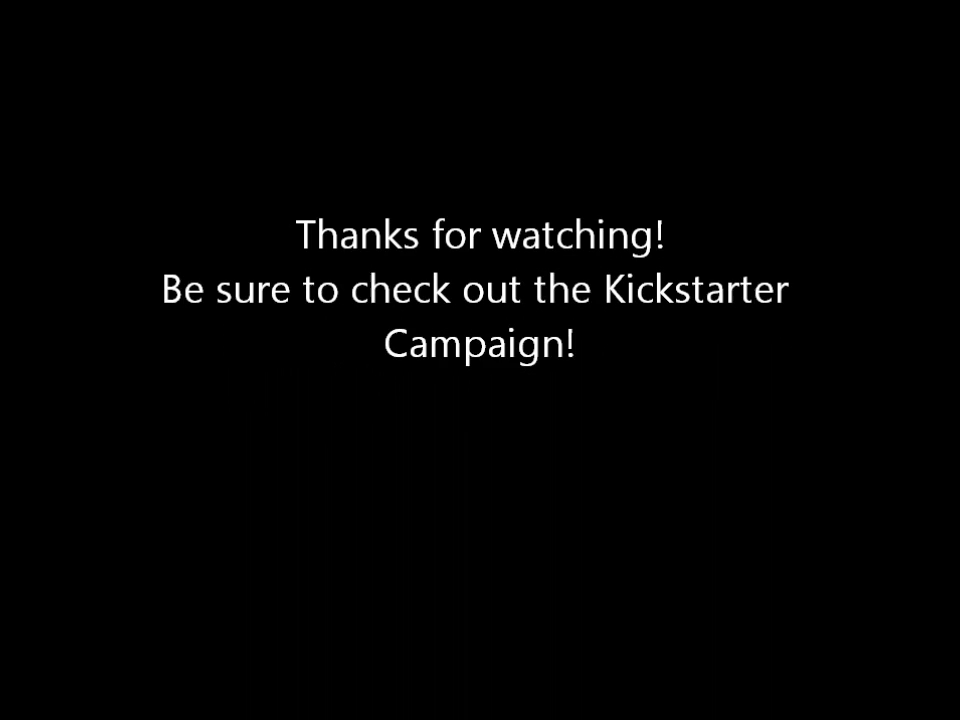 Thanks for watching!
Be sure to check out the Kickstarter
Campaign!